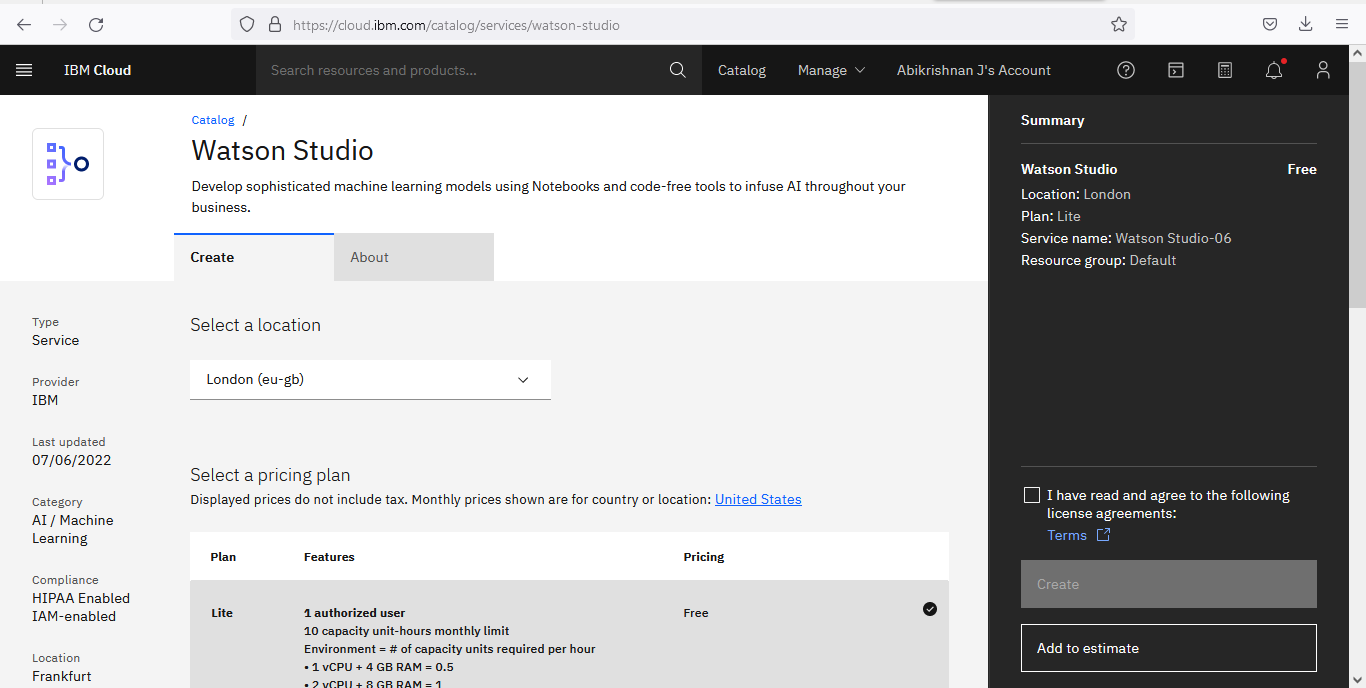 https://cloud.ibm.com/catalog/services/watson-studio
IBM Cloud
Search resources and products...
Catalog
Manage
Abikrishnan J's Account
Catalog /
Watson Studio
Develop sophisticated machine learning models using Notebooks and code-free tools to infuse AI throughout your
business.
Create
About
Type
Service
Provider
IBM
Last updated
07/06/2022
Category
AI / Machine
Learning
Compliance
HIPAA Enabled
IAM-enabled
Location
Frankfurt
Select a location
London (eu-gb)
Select a pricing plan
Displayed prices do not include tax. Monthly prices shown are for country or location: United States
Plan Features Pricing
Lite 1 authorized user Free
10 capacity unit-hours monthly limit
Environment = # of capacity units required per hour
• 1 vCPU + 4 GB RAM = 0.5
• 2 vCPU + 8 GB RAM = 1
Summary
Watson Studio Free
Location: London
Plan: Lite
Service name: Watson Studio-06
Resource group: Default
I have read and agree to the following
license agreements:
Terms
Create
Add to estimate